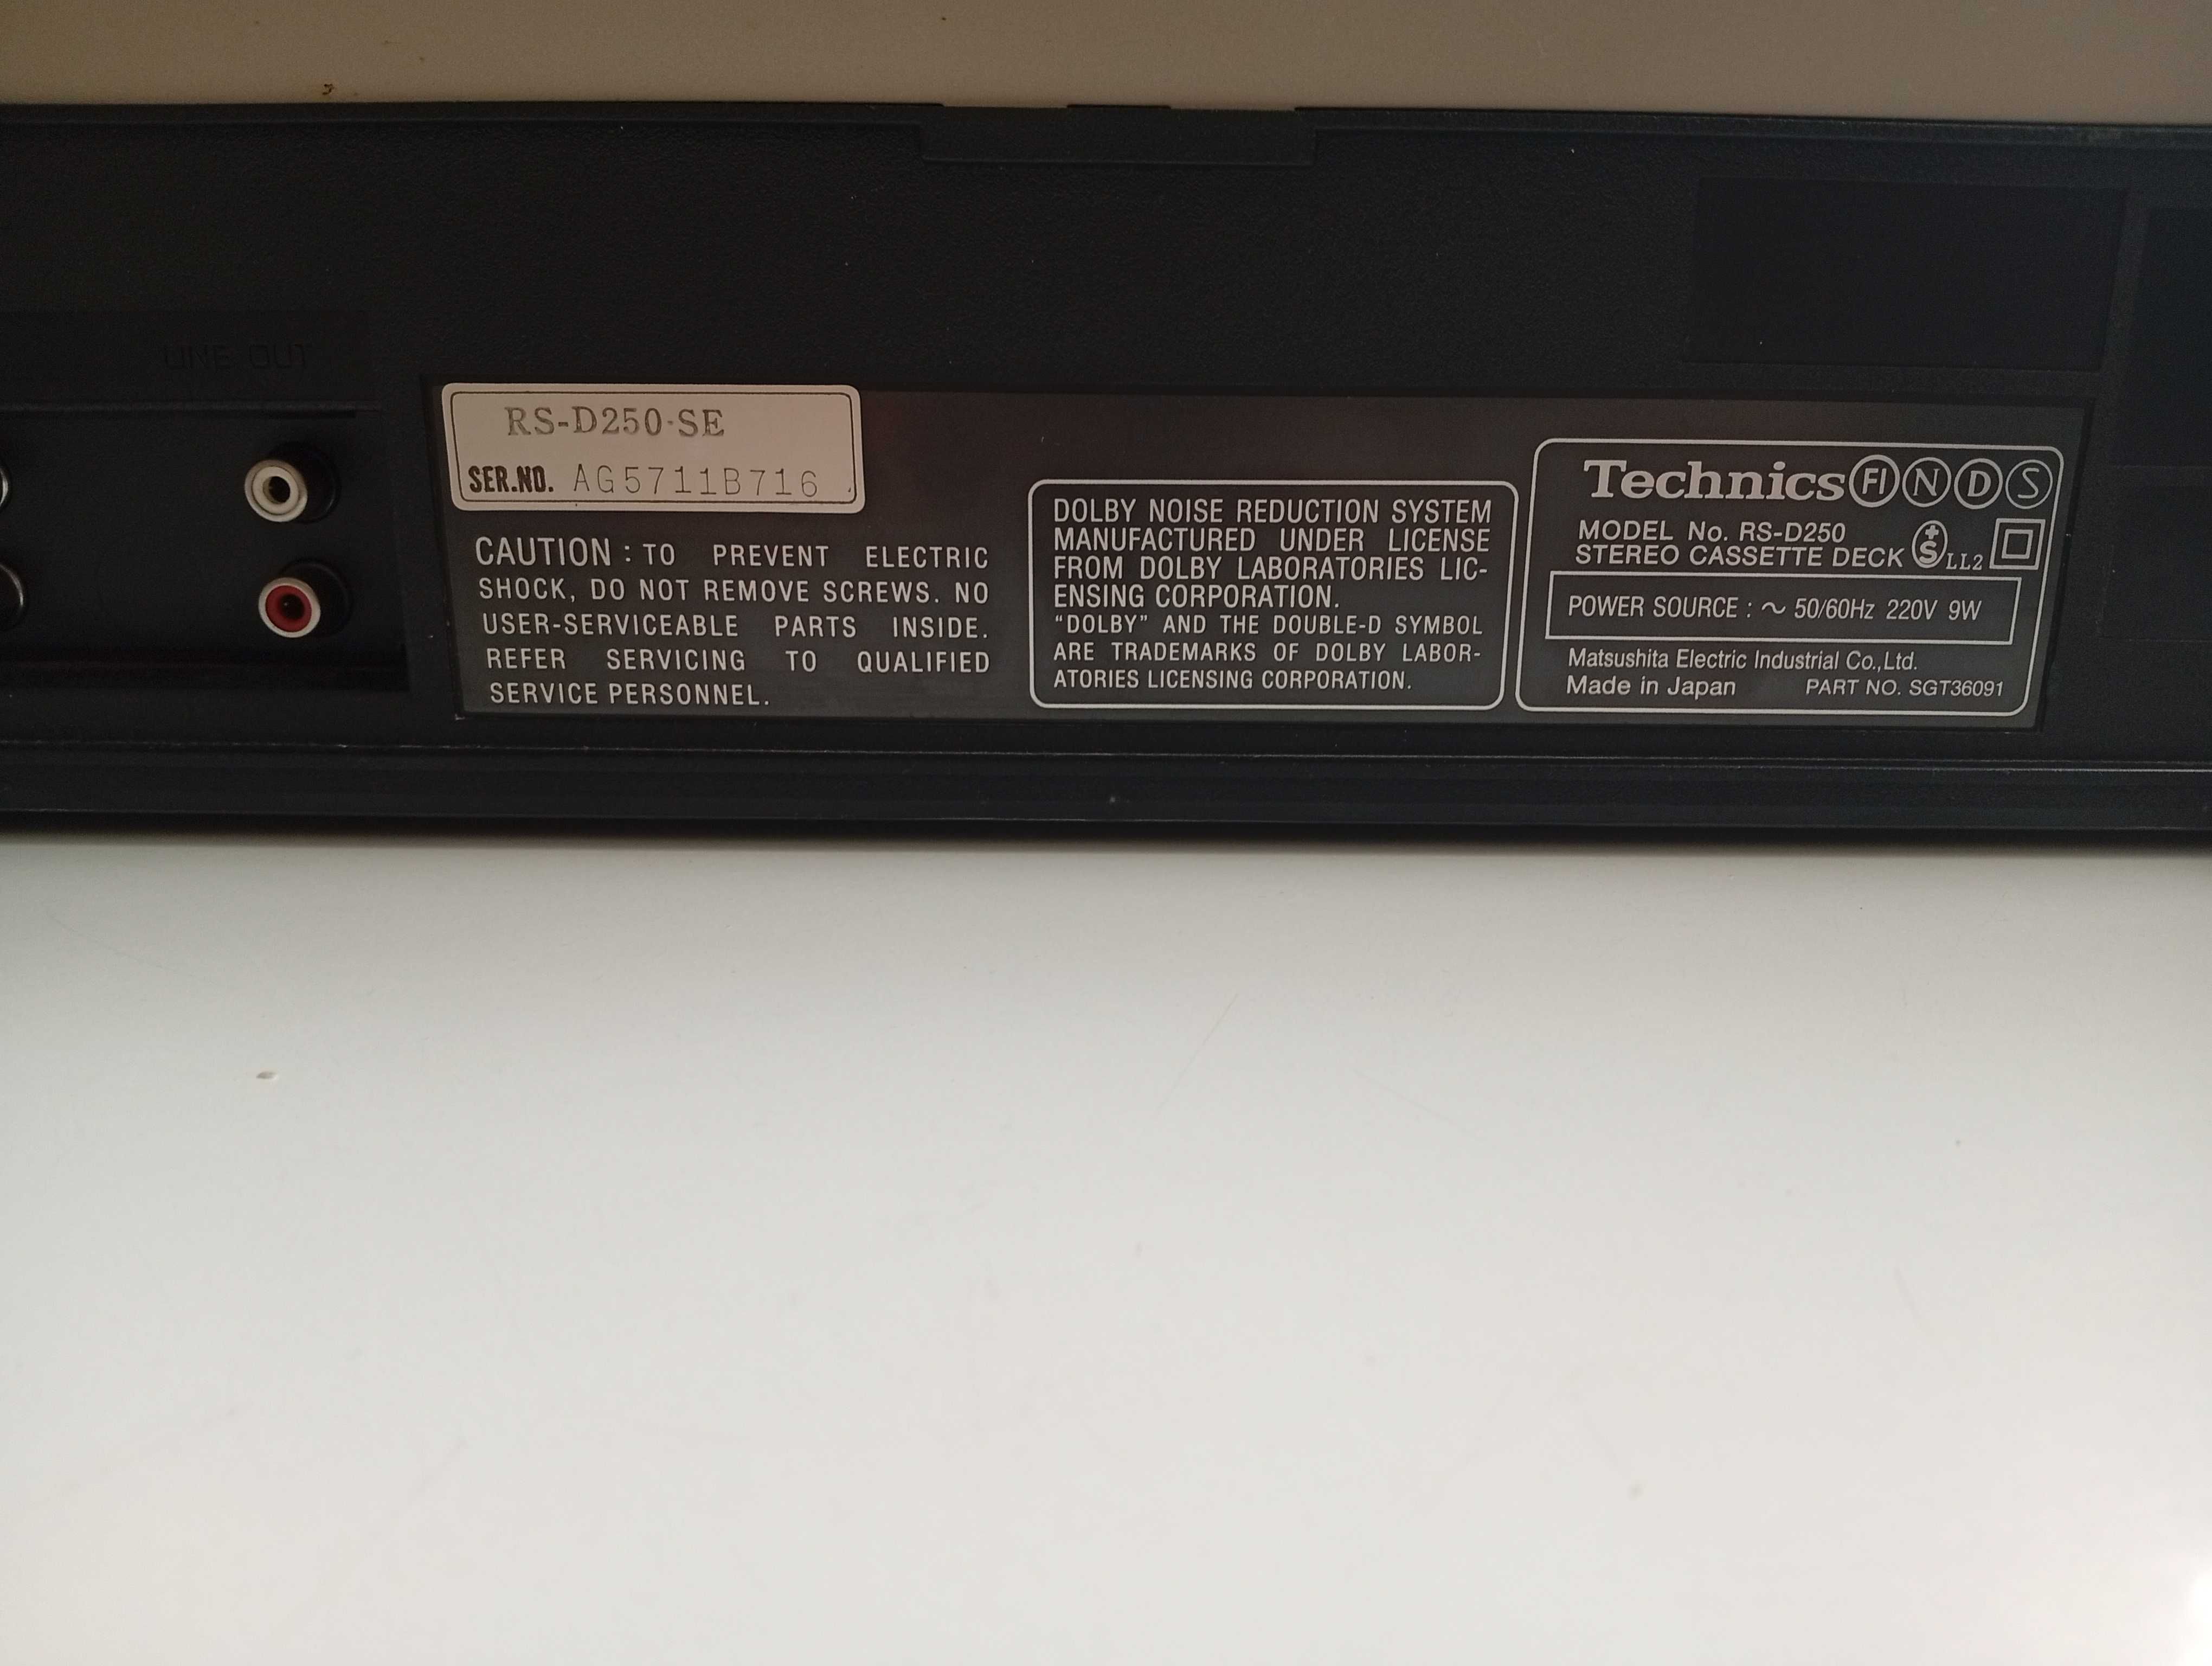 LINE OUT
RS-D250-SE
SER.NO. AG5711B716
CAUTION : TO PREVENT ELECTRIC
SHOCK, DO NOT REMOVE SCREWS. NO
USER-SERVICEABLE PARTS INSIDE.
REFER SERVICING TO QUALIFIED
SERVICE PERSONNEL.
DOLBY NOISE REDUCTION SYSTEM
MANUFACTURED UNDER LICENSE
FROM DOLBY LABORATORIES LIC-
ENSING CORPORATION.
“DOLBY” AND THE DOUBLE-D SYMBOL
ARE TRADEMARKS OF DOLBY LABOR-
ATORIES LICENSING CORPORATION.
Technics FI N D S
MODEL No. RS-D250
STEREO CASSETTE DECK S LL2
POWER SOURCE : ~ 50/60Hz 220V 9W
Matsushita Electric Industrial Co.,Ltd.
Made in Japan PART NO. SGT36091